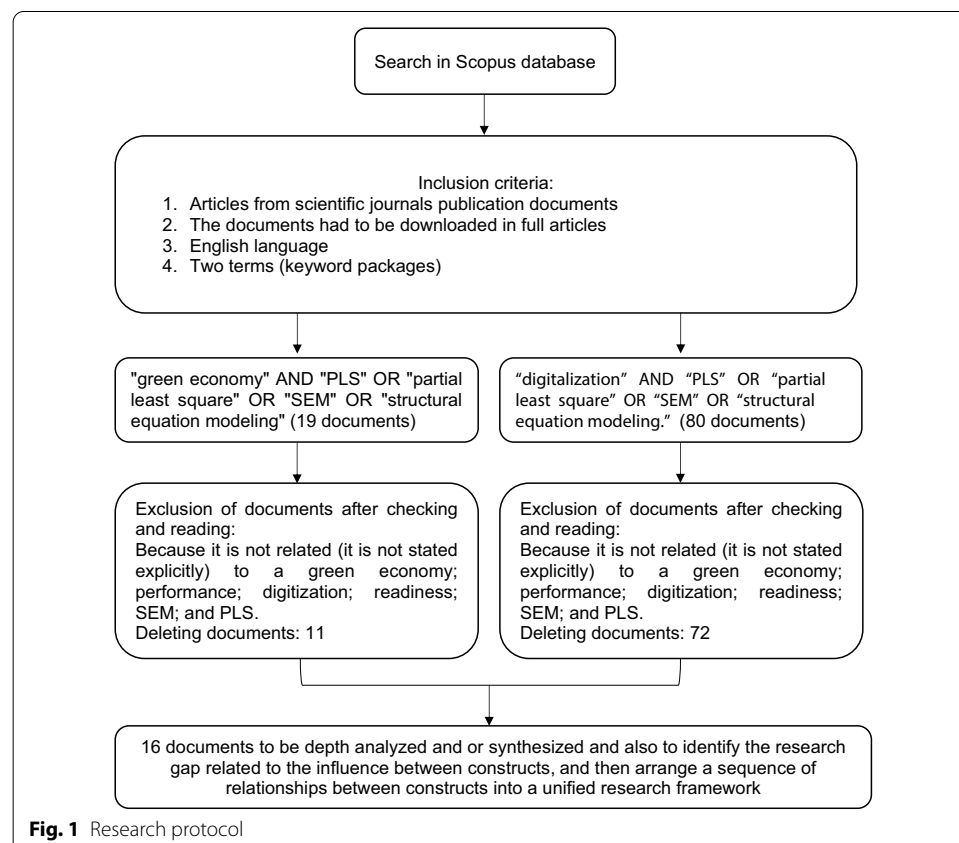 Search in Scopus database
Inclusion criteria:
1. Articles from scientific journals publication documents
2. The documents had to be downloaded in full articles
3. English language
4. Two terms (keyword packages)
"green economy" AND "PLS" OR "partial
least square" OR "SEM" OR "structural
equation modeling" (19 documents)
“digitalization” AND “PLS” OR “partial
least square” OR “SEM” OR “structural
equation modeling.” (80 documents)
Exclusion of documents after checking
and reading:
Because it is not related (it is not stated
explicitly) to a green economy;
performance; digitization; readiness;
SEM; and PLS.
Deleting documents: 11
Exclusion of documents after checking
and reading:
Because it is not related (it is not stated
explicitly) to a green economy;
performance; digitization; readiness;
SEM; and PLS.
Deleting documents: 72
16 documents to be depth analyzed and or synthesized and also to identify the research
gap related to the influence between constructs, and then arrange a sequence of
relationships between constructs into a unified research framework
Fig. 1 Research protocol